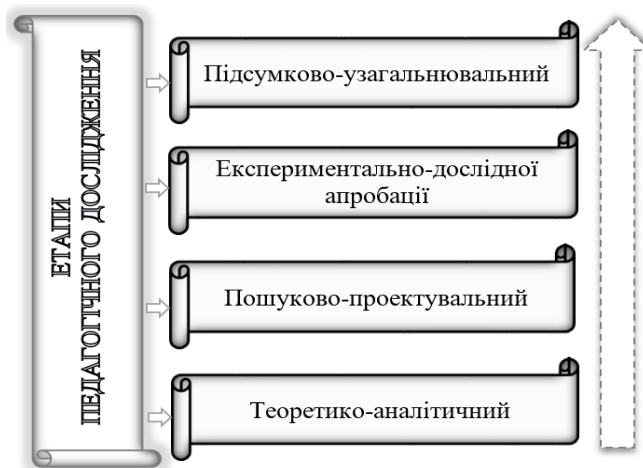 ЕТАПИ
ПЕДАГОГІЧНОГО ДОСЛІДЖЕННЯ
Підсумково-узагальнювальний
Експериментально-дослідної
апробації
Пошуково-проектувальний
Теоретико-аналітичний